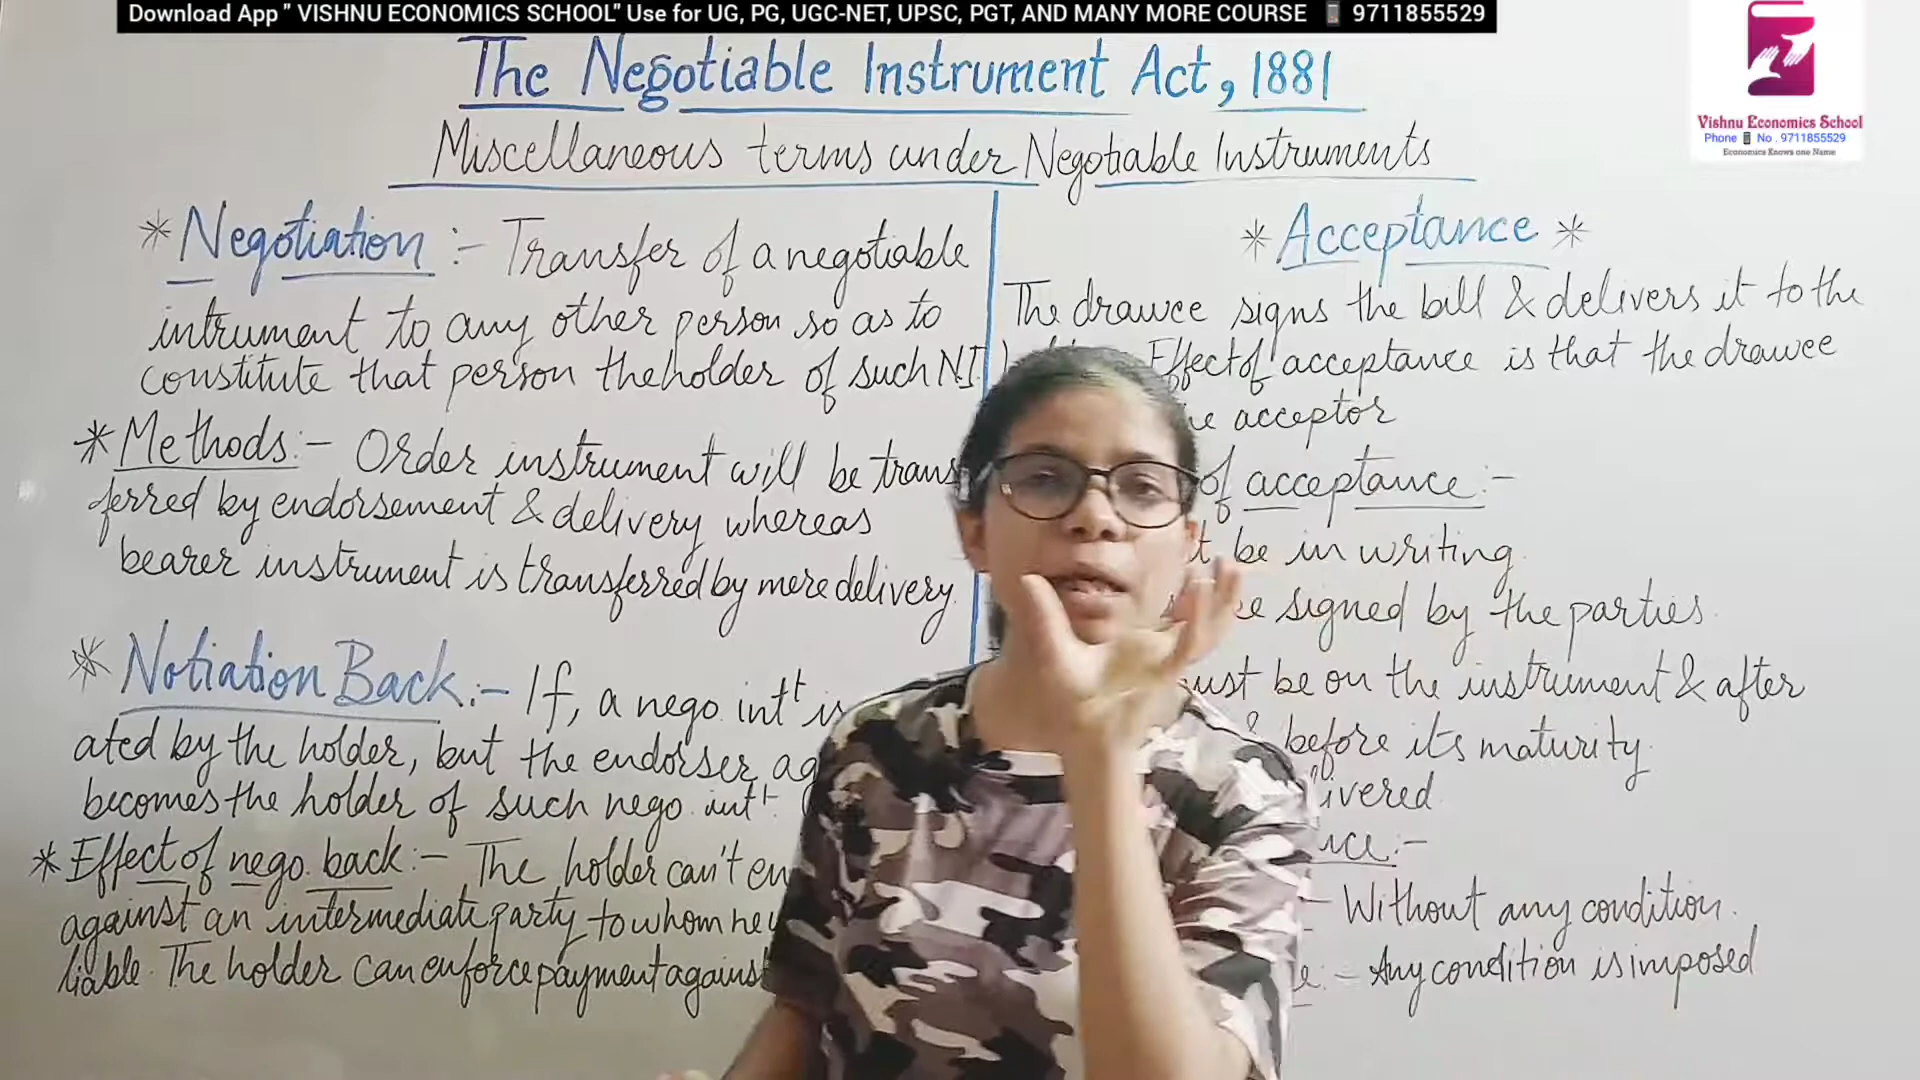 Download App " VISHNU ECONOMICS SCHOOL" Use for UG, PG, UGC-NET, UPSC, PGT, AND MANY MORE COURSE 9711855529
Vishnu Economics School
Phone No . 9711855529
Economics Knows one Name
The Negotiable Instrument Act, 1881
Miscellaneous terms under Negotiable Instruments
* Negotiation :- Transfer of a negotiable
intrument to any other person so as to
constitute that person the holder of such N.I.
* Methods:- Order instrument will be trans
ferred by endorsement & delivery whereas
bearer instrument is transferred by mere delivery.
* Notiation Back:- If, a nego. intt is
ated by the holder, but the endorser ag
becomes the holder of such nego. intt.
* Effect of nego. back:- The holder can't en
against an intermediate party to whom he
liable. The holder can enforce payment against
* Acceptance *
The drawee signs the bill & delivers it to the
Effect of acceptance is that the drawee
acceptor
of acceptance:-
be in writing
signed by the parties.
must be on the instrument & after
& before its maturity.
ivered
nce:-
- Without any condition.
e:- Any condition is imposed